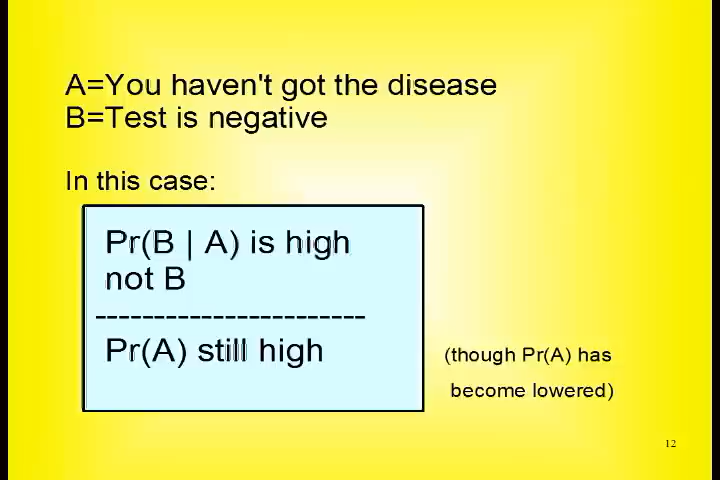 A=You haven't got the disease
B=Test is negative
In this case:
Pr(B | A) is high
not B
-----------------------
Pr(A) still high
(though Pr(A) has
become lowered)
12